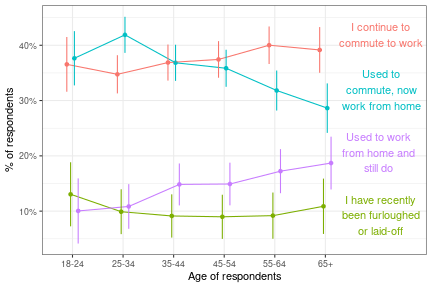 % of respondents
40%
30%
20%
10%
I continue to
commute to work
Used to
commute, now
work from home
Used to work
from home and
still do
I have recently
been furloughed
or laid-off
18-24 25-34 35-44 45-54 55-64 65+
Age of respondents